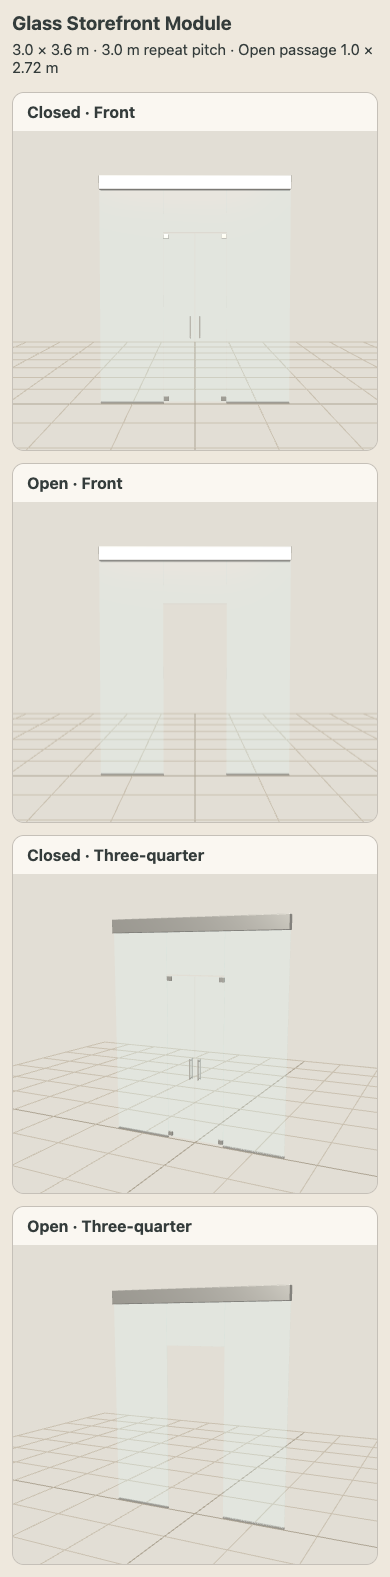 Glass Storefront Module
3.0 × 3.6 m · 3.0 m repeat pitch · Open passage 1.0 ×
2.72 m
Closed · Front
Open · Front
Closed · Three-quarter
Open · Three-quarter